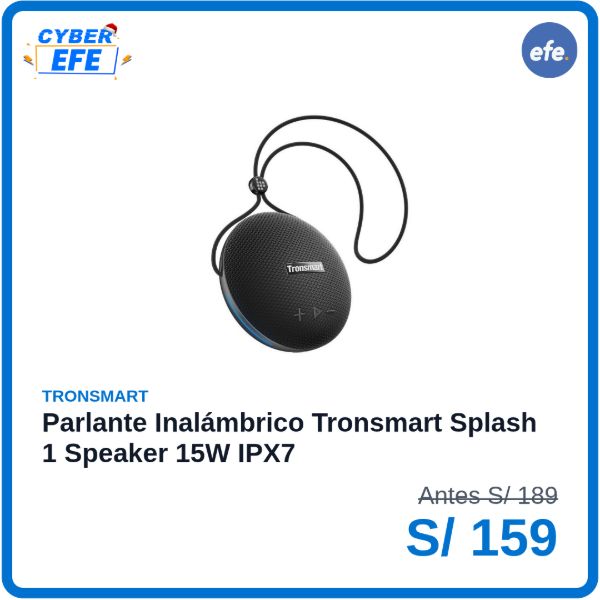 CYBER
EFE
efe.
Tronsmart
TRONSMART
Parlante Inalámbrico Tronsmart Splash
1 Speaker 15W IPX7
Antes S/ 189
S/ 159